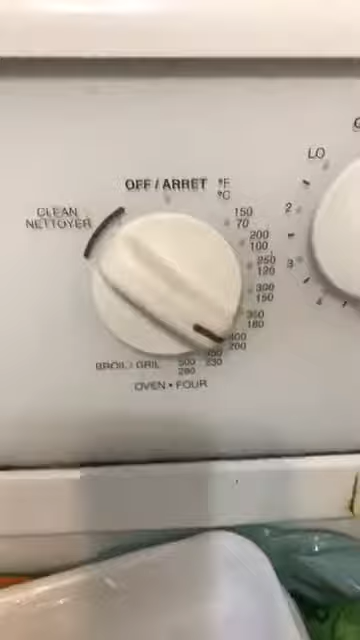 OFF / ARRET °F
°C
CLEAN
NETTOYER
150
70
200
100
250
120
300
150
350
180
400
200
450
230
500
260
BROIL / GRIL
OVEN • FOUR
LO
2
3
4